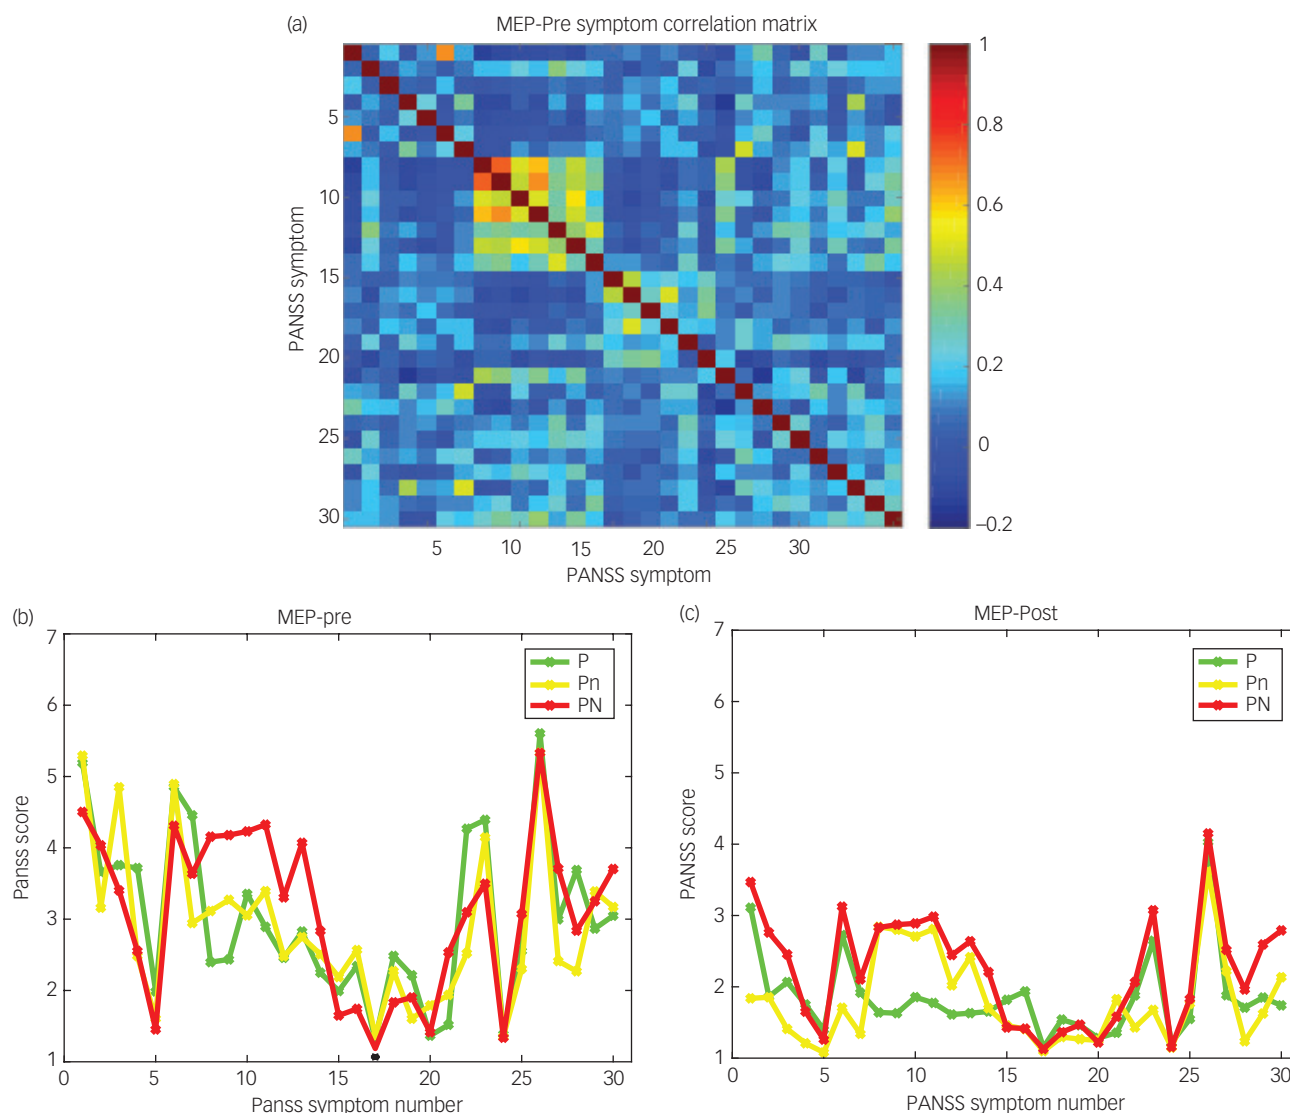 (a)
MEP-Pre symptom correlation matrix
PANSS symptom
5
10
15
20
25
30
5 10 15 20 25 30
PANSS symptom
1
0.8
0.6
0.4
0.2
0
–0.2
(b)
MEP-pre
Panss score
7
6
5
4
3
2
1
0 5 10 15 20 25 30
Panss symptom number
P
Pn
PN
(c)
MEP-Post
PANSS score
7
6
5
4
3
2
1
0 5 10 15 20 25 30
PANSS symptom number
P
Pn
PN